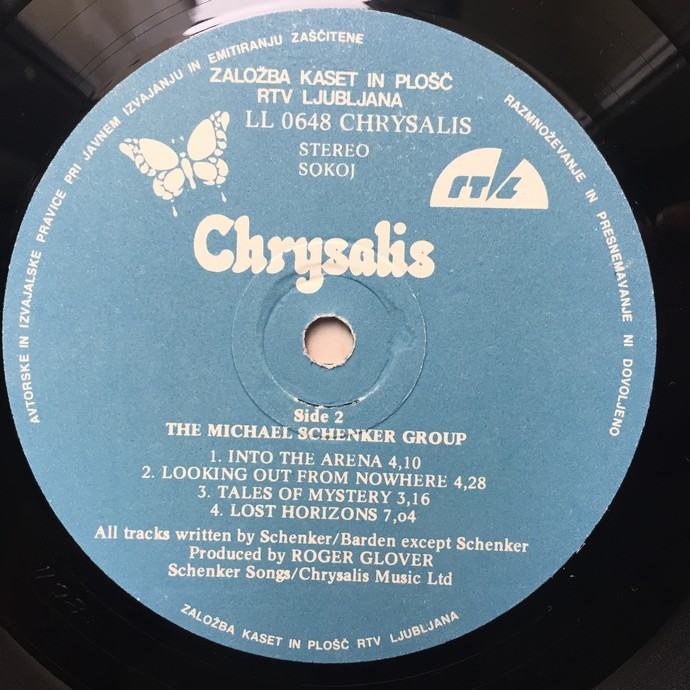 AVTORSKE IN IZVAJALSKE PRAVICE PRI JAVNEM IZVAJANJU IN EMITIRANJU ZAŠČITENE
RAZMNOŽEVANJE IN PRESNEMAVANJE NI DOVOLJENO
ZALOŽBA KASET IN PLOŠČ
RTV LJUBLJANA
LL 0648 CHRYSALIS
STEREO
SOKOJ
Chrysalis
Side 2
THE MICHAEL SCHENKER GROUP
1. INTO THE ARENA 4,10
2. LOOKING OUT FROM NOWHERE 4,28
3. TALES OF MYSTERY 3,16
4. LOST HORIZONS 7,o4
All tracks written by Schenker/Barden except Schenker
Produced by ROGER GLOVER
Schenker Songs/Chrysalis Music Ltd
ZALOŽBA KASET IN PLOŠČ RTV LJUBLJANA